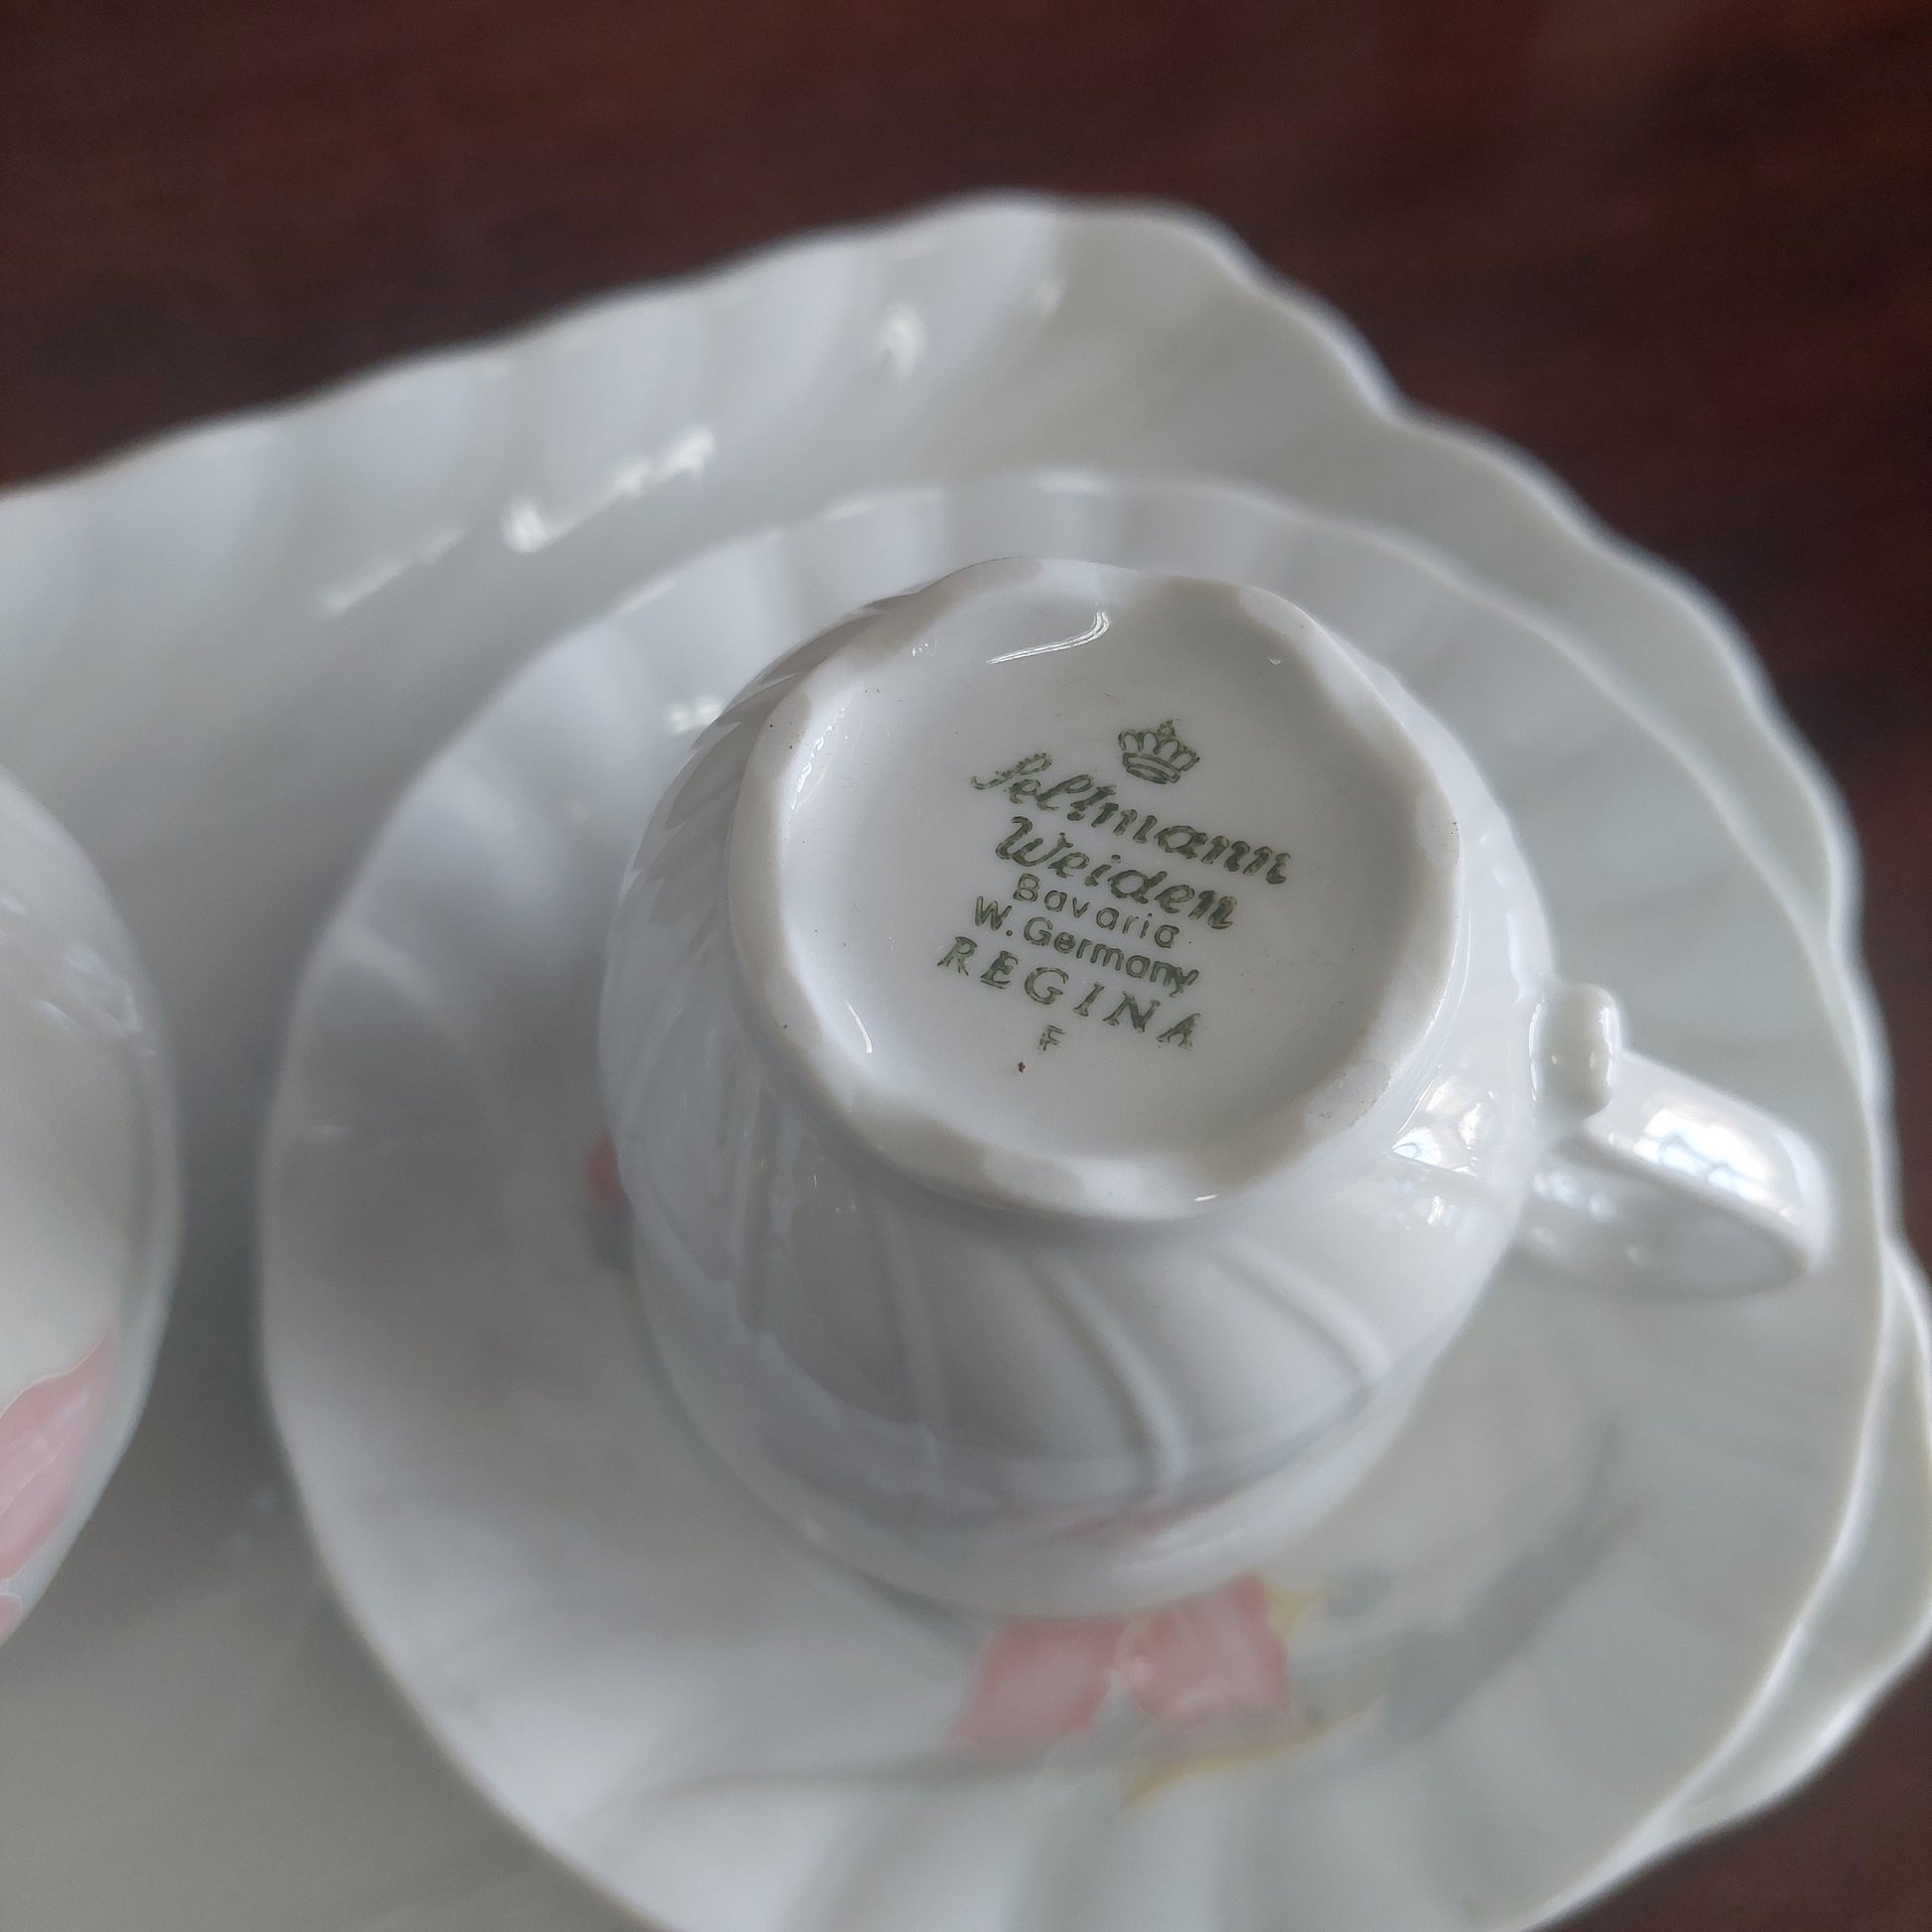 Seltmann
Weiden
Bavaria
W. Germany
REGINA
F